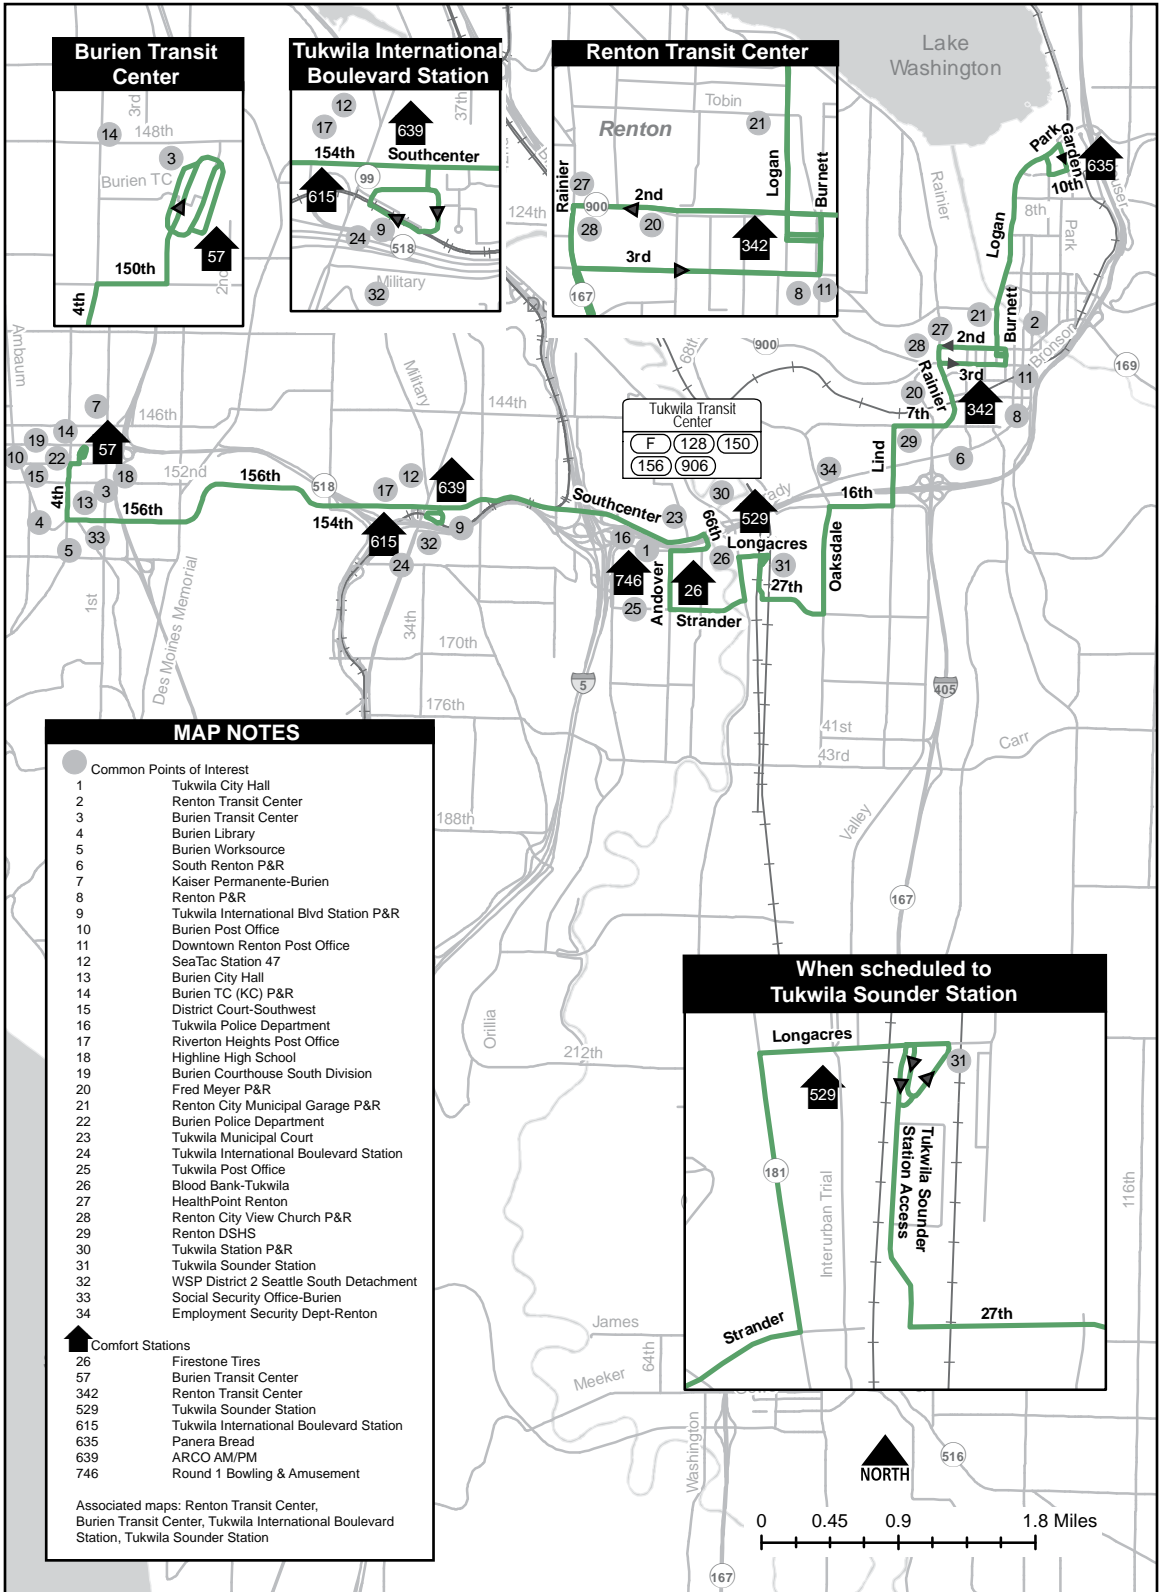 Burien Transit
Center
3rd
14
148th
3
Burien TC
57
150th
2nd
4th
Tukwila International
Boulevard Station
12
37th
17
639
154th
Southcenter
99
615
9
24
518
Military
32
Renton Transit Center
Tobin
21
Renton
Rainier
Logan
Burnett
27
2nd
900
28
20
342
3rd
167
8
11
124th
Lake
Washington
Park
Garden
635
10th
Rainier
8th
Park
Logan
21
Burnett
2
27
2nd
28
Bronson
3rd
11
169
Rainier
20
7th
342
8
900
68th
Ambaum
Military
7
146th
144th
14
19
57
10
22
15
18
152nd
156th
518
12
17
639
4th
3
13
156th
154th
615
9
4
33
32
5
24
1st
Des Moines Memorial
34th
170th
176th
188th
Tukwila Transit
Center
F
128
150
156
906
Lind
29
6
34
16th
30
529
Southcenter
23
66th
16
1
Longacres
26
31
746
26
27th
25
Andover
Strander
Oaksdale
5
405
41st
43rd
Carr
Valley
167
Orillia
212th
MAP NOTES
Common Points of Interest
1 Tukwila City Hall
2 Renton Transit Center
3 Burien Transit Center
4 Burien Library
5 Burien Worksource
6 South Renton P&R
7 Kaiser Permanente-Burien
8 Renton P&R
9 Tukwila International Blvd Station P&R
10 Burien Post Office
11 Downtown Renton Post Office
12 SeaTac Station 47
13 Burien City Hall
14 Burien TC (KC) P&R
15 District Court-Southwest
16 Tukwila Police Department
17 Riverton Heights Post Office
18 Highline High School
19 Burien Courthouse South Division
20 Fred Meyer P&R
21 Renton City Municipal Garage P&R
22 Burien Police Department
23 Tukwila Municipal Court
24 Tukwila International Boulevard Station
25 Tukwila Post Office
26 Blood Bank-Tukwila
27 HealthPoint Renton
28 Renton City View Church P&R
29 Renton DSHS
30 Tukwila Station P&R
31 Tukwila Sounder Station
32 WSP District 2 Seattle South Detachment
33 Social Security Office-Burien
34 Employment Security Dept-Renton
Comfort Stations
26 Firestone Tires
57 Burien Transit Center
342 Renton Transit Center
529 Tukwila Sounder Station
615 Tukwila International Boulevard Station
635 Panera Bread
639 ARCO AM/PM
746 Round 1 Bowling & Amusement
Associated maps: Renton Transit Center,
Burien Transit Center, Tukwila International Boulevard
Station, Tukwila Sounder Station
When scheduled to
Tukwila Sounder Station
Longacres
31
529
181
Interurban Trial
Tukwila Sounder
Station Access
27th
Strander
116th
James
64th
Meeker
Washington
NORTH
516
0 0.45 0.9 1.8 Miles
167